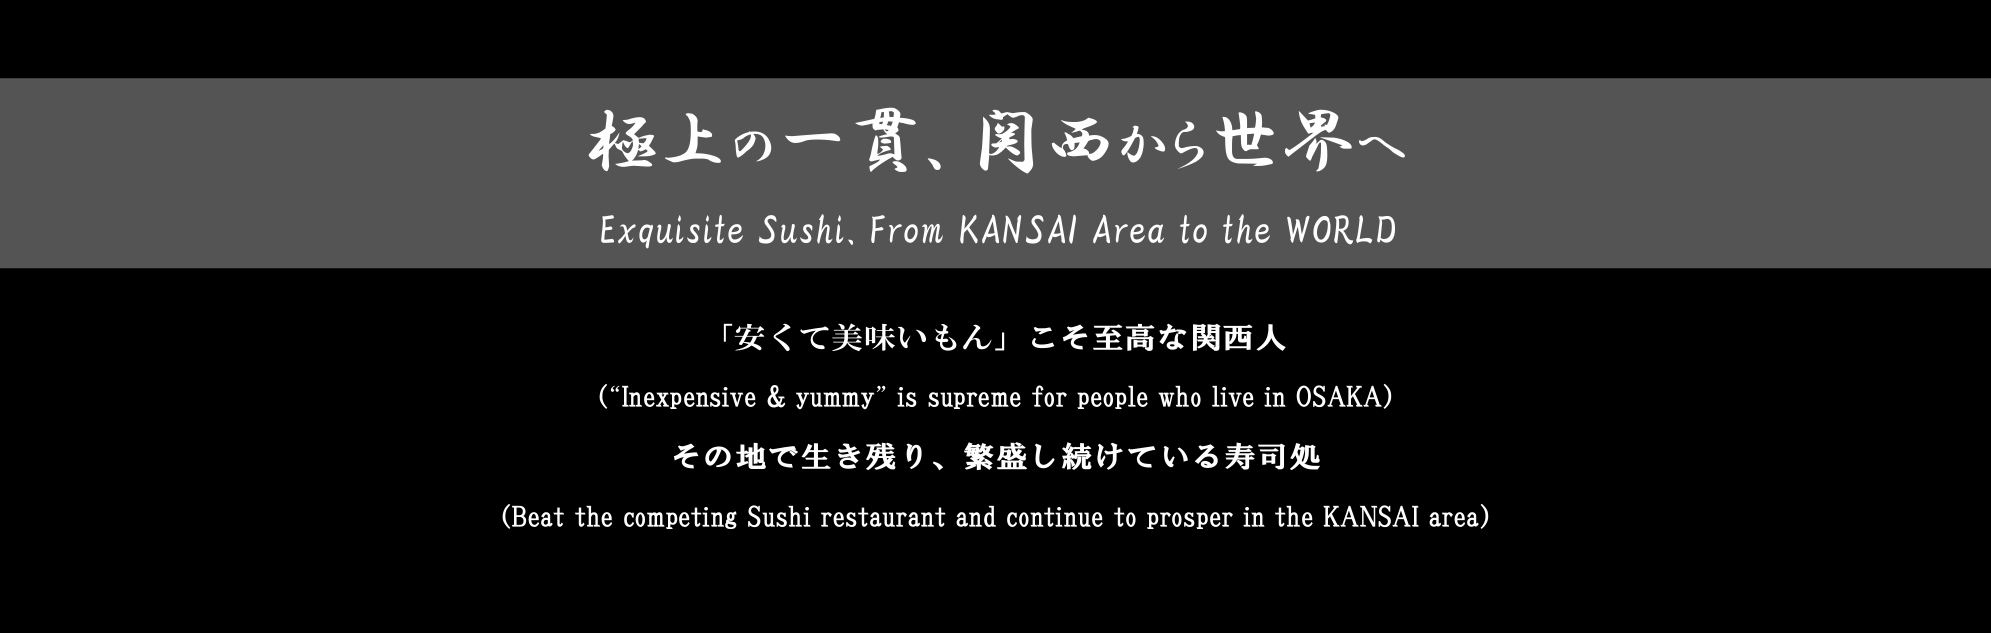 極上の一貫、関西から世界へ
Exquisite Sushi、From KANSAI Area to the WORLD
「安くて美味いもん」こそ至高な関西人
(“Inexpensive & yummy” is supreme for people who live in OSAKA)
その地で生き残り、繁盛し続けている寿司処
(Beat the competing Sushi restaurant and continue to prosper in the KANSAI area)